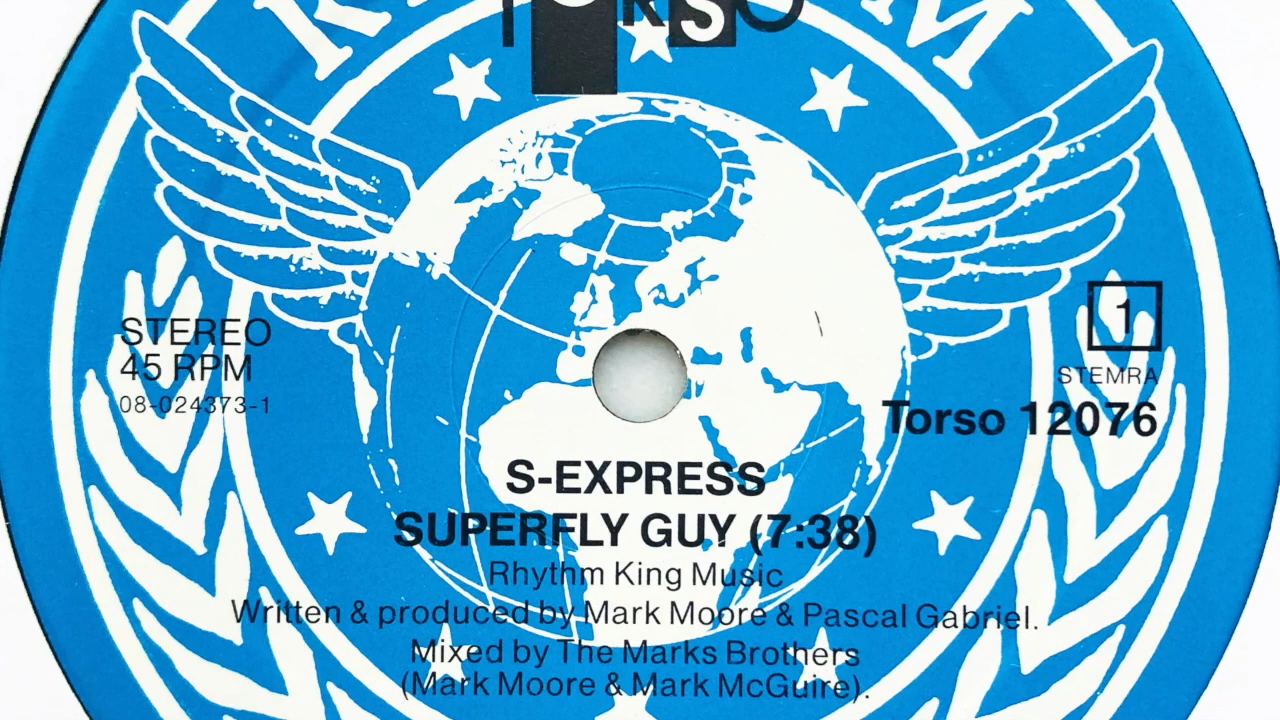 TORSO
STEREO
45 RPM
08-024373-1
1
STEMRA
Torso 12076
S-EXPRESS
SUPERFLY GUY (7:38)
Rhythm King Music
Written & produced by Mark Moore & Pascal Gabriel.
Mixed by The Marks Brothers
(Mark Moore & Mark McGuire).